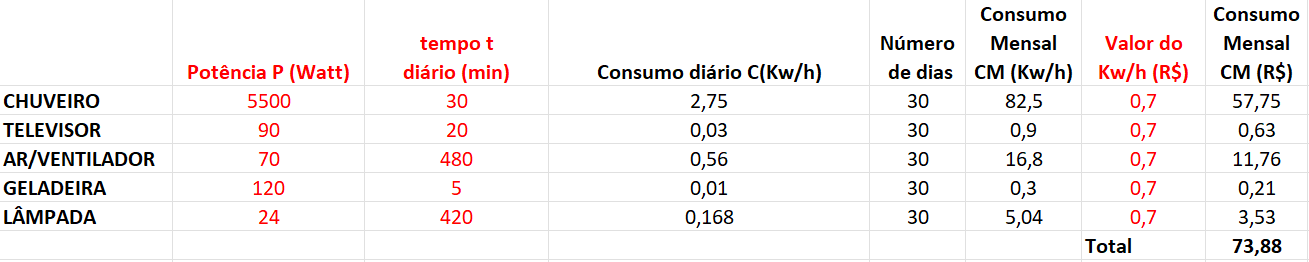 Potência P (Watt) tempo t diário (min) Consumo diário C(Kw/h) Número de dias Consumo Mensal CM (Kw/h) Valor do Kw/h (R$) Consumo Mensal CM (R$)
CHUVEIRO 5500 30 2,75 30 82,5 0,7 57,75
TELEVISOR 90 20 0,03 30 0,9 0,7 0,63
AR/VENTILADOR 70 480 0,56 30 16,8 0,7 11,76
GELADEIRA 120 5 0,01 30 0,3 0,7 0,21
LÂMPADA 24 420 0,168 30 5,04 0,7 3,53
Total 73,88